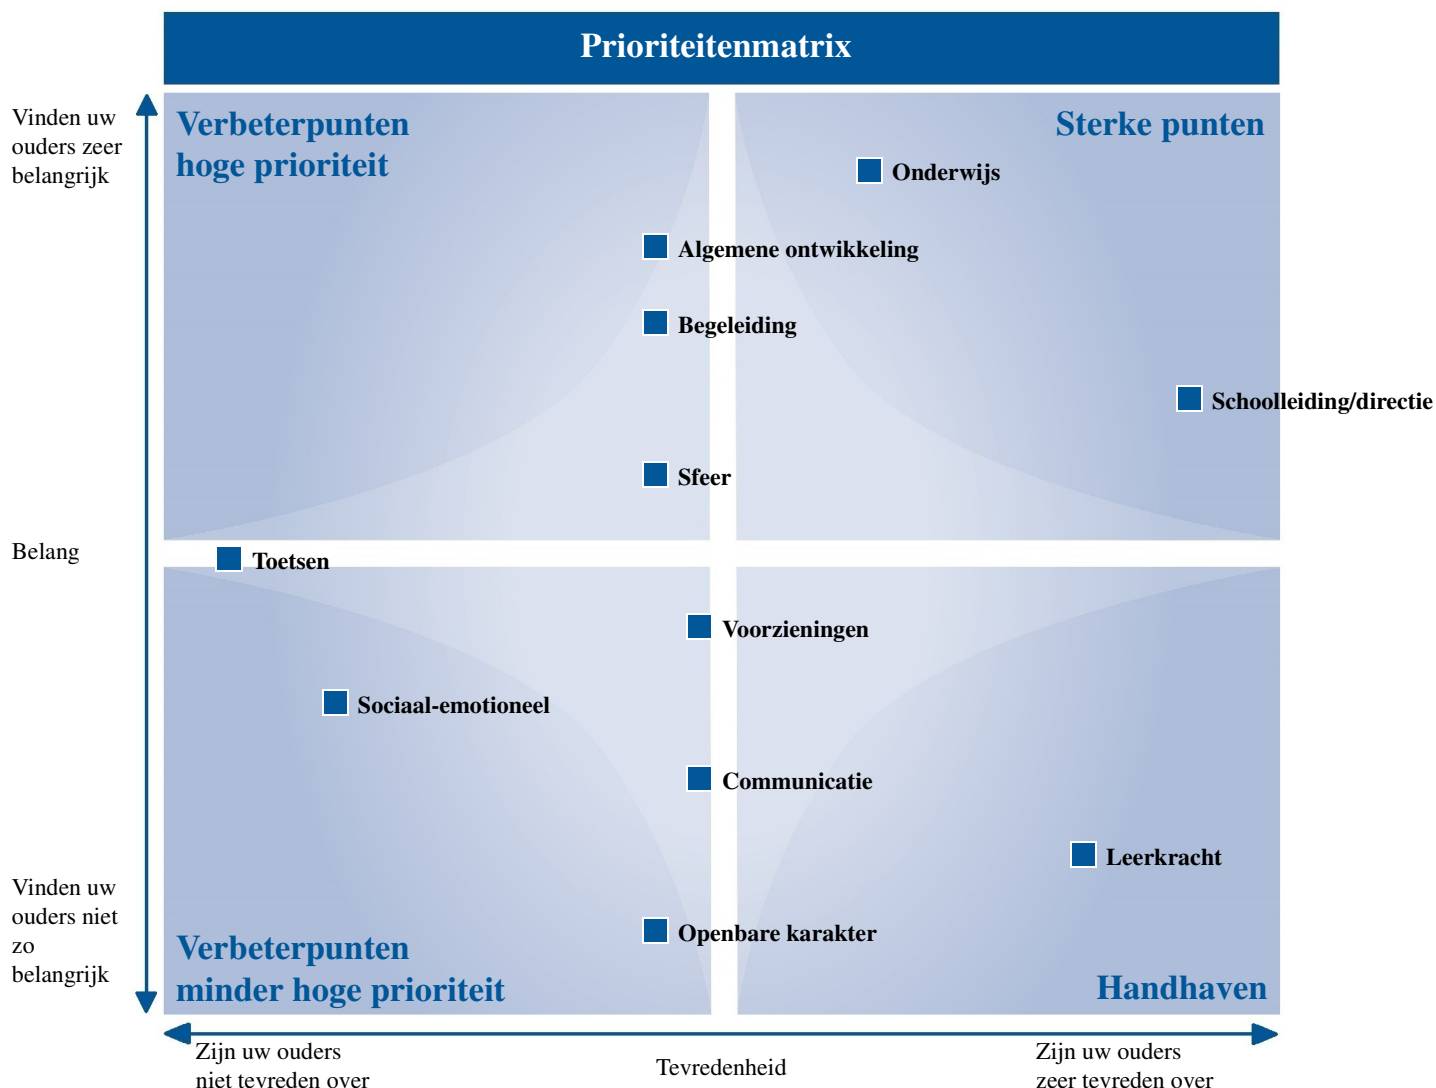 Prioriteitenmatrix
Vinden uw
ouders zeer
belangrijk
Verbeterpunten
hoge prioriteit
Sterke punten
Onderwijs
Algemene ontwikkeling
Begeleiding
Schoolleiding/directie
Sfeer
Belang
Toetsen
Voorzieningen
Sociaal-emotioneel
Communicatie
Leerkracht
Vinden uw
ouders niet
zo
belangrijk
Openbare karakter
Verbeterpunten
minder hoge prioriteit
Handhaven
Zijn uw ouders
niet tevreden over
Tevredenheid
Zijn uw ouders
zeer tevreden over